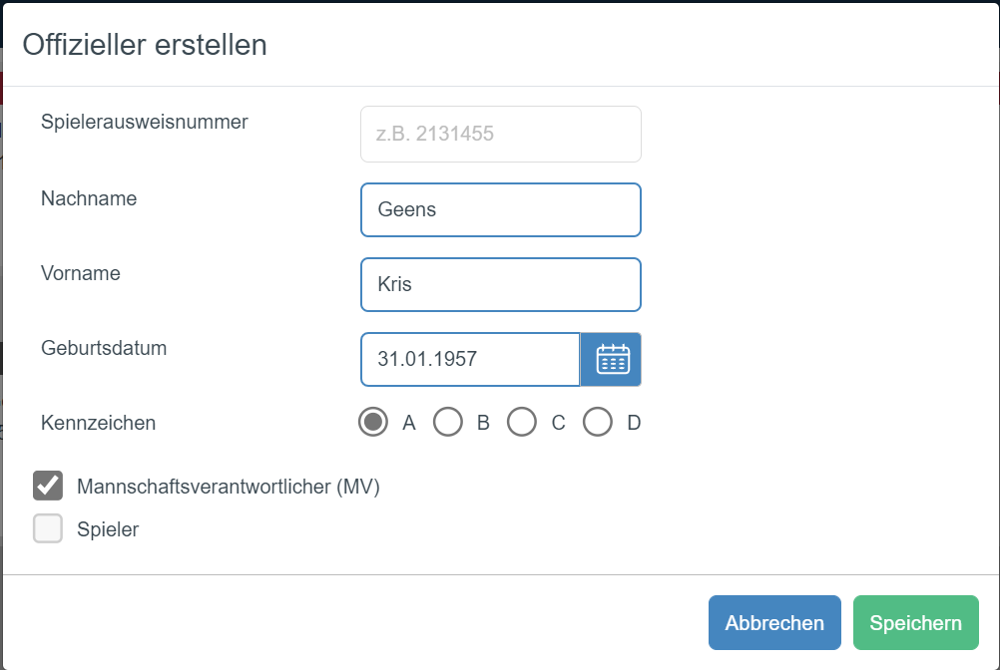 Offizieller erstellen
Spielerausweisnummer
z.B. 2131455
Nachname
Geens
Vorname
Kris
Geburtsdatum
31.01.1957
Kennzeichen A B C D
Mannschaftsverantwortlicher (MV)
Spieler
Abbrechen Speichern